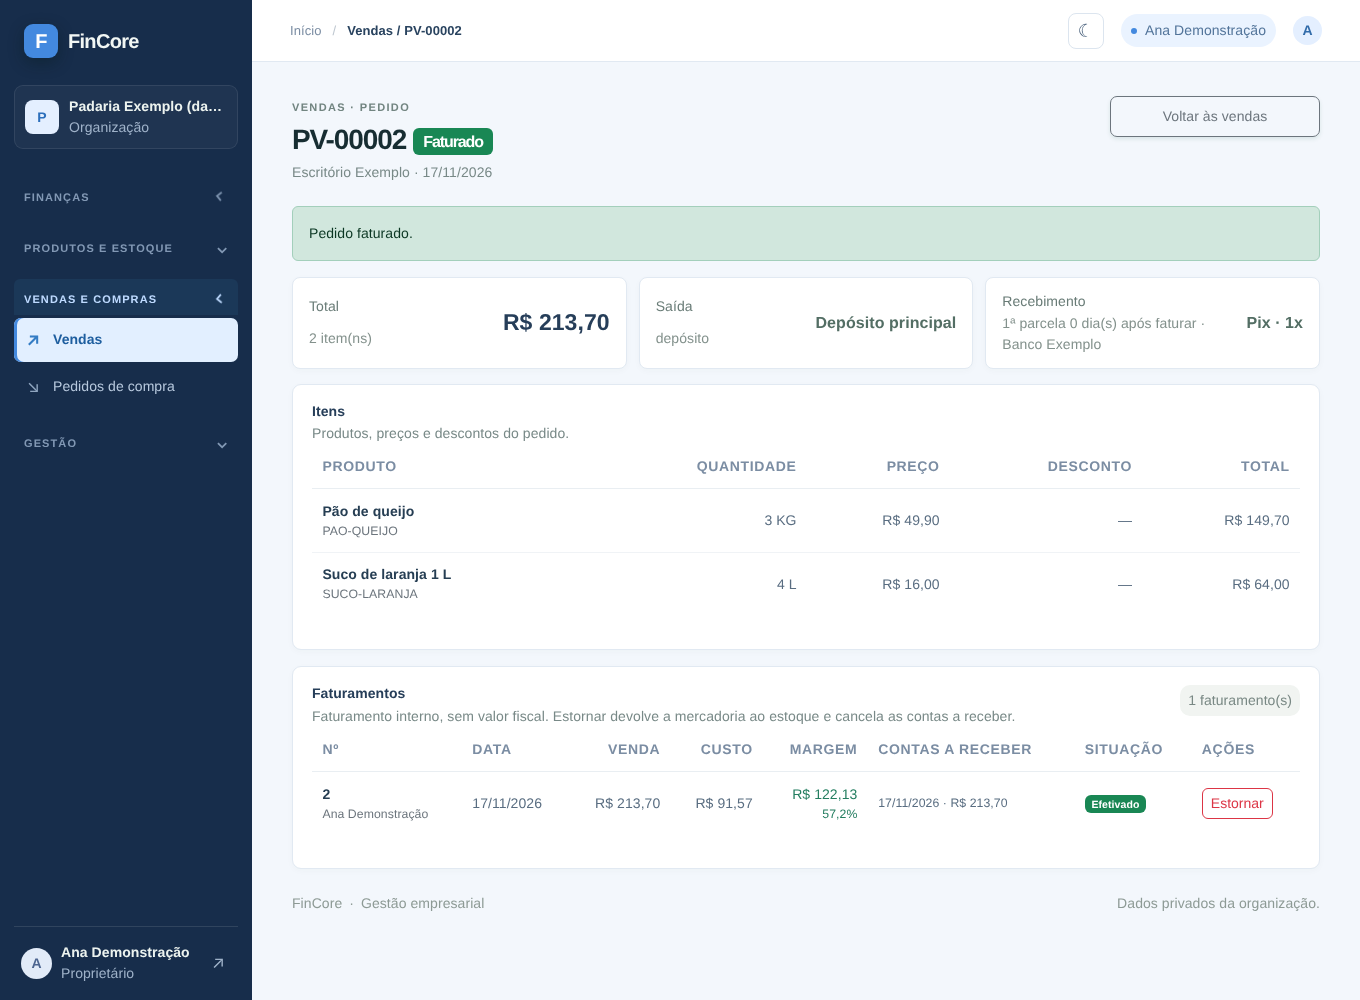 F FinCore
P Padaria Exemplo (da...
Organização
FINANÇAS
PRODUTOS E ESTOQUE
VENDAS E COMPRAS
Vendas
Pedidos de compra
GESTÃO
A Ana Demonstração
Proprietário
Início / Vendas / PV-00002
Ana Demonstração A
VENDAS · PEDIDO
PV-00002 Faturado
Escritório Exemplo · 17/11/2026
Voltar às vendas
Pedido faturado.
Total
2 item(ns)
R$ 213,70
Saída
depósito
Depósito principal
Recebimento
1ª parcela 0 dia(s) após faturar ·
Banco Exemplo
Pix · 1x
Itens
Produtos, preços e descontos do pedido.
PRODUTO QUANTIDADE PREÇO DESCONTO TOTAL
Pão de queijo
PAO-QUEIJO
3 KG R$ 49,90 — R$ 149,70
Suco de laranja 1 L
SUCO-LARANJA
4 L R$ 16,00 — R$ 64,00
Faturamentos
Faturamento interno, sem valor fiscal. Estornar devolve a mercadoria ao estoque e cancela as contas a receber.
1 faturamento(s)
Nº DATA VENDA CUSTO MARGEM CONTAS A RECEBER SITUAÇÃO AÇÕES
2
Ana Demonstração
17/11/2026 R$ 213,70 R$ 91,57
R$ 122,13
57,2%
17/11/2026 · R$ 213,70 Efetivado Estornar
FinCore · Gestão empresarial
Dados privados da organização.